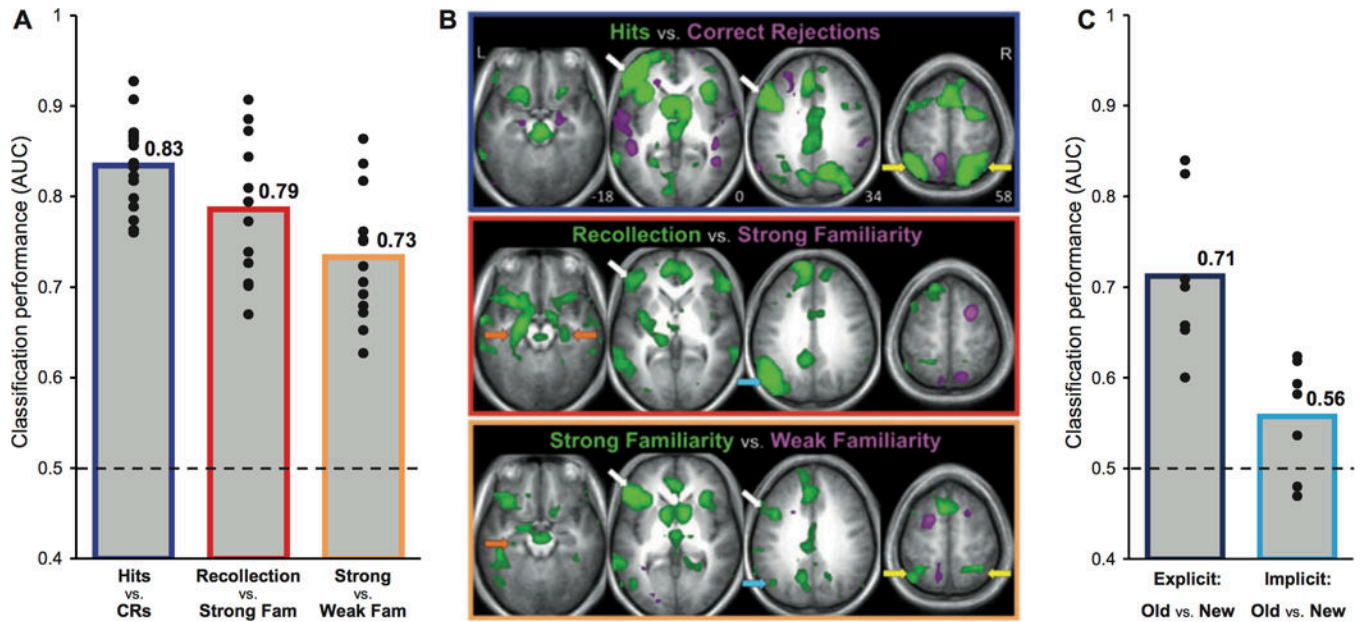 A
Classification performance (AUC)
1
0.9
0.8
0.7
0.6
0.5
0.4
0.83
0.79
0.73
Hits
vs.
CRs
Recollection
vs.
Strong Fam
Strong
vs.
Weak Fam
B
Hits vs. Correct Rejections
L
R
-18
0
34
58
Recollection vs. Strong Familiarity
Strong Familiarity vs. Weak Familiarity
C
Classification performance (AUC)
1
0.9
0.8
0.7
0.6
0.5
0.4
0.71
0.56
Explicit:
Old vs. New
Implicit:
Old vs. New